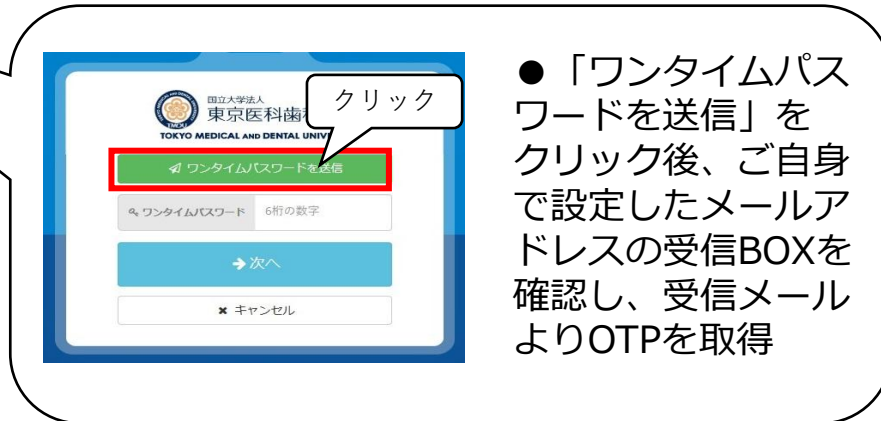 国立大学法人
東京医科歯
TOKYO MEDICAL AND DENTAL UNIV
クリック
ワンタイムパスワードを送信
ワンタイムパスワード 6桁の数字
次へ
キャンセル
●「ワンタイムパス
ワードを送信」を
クリック後、ご自身
で設定したメールア
ドレスの受信BOXを
確認し、受信メール
よりOTPを取得